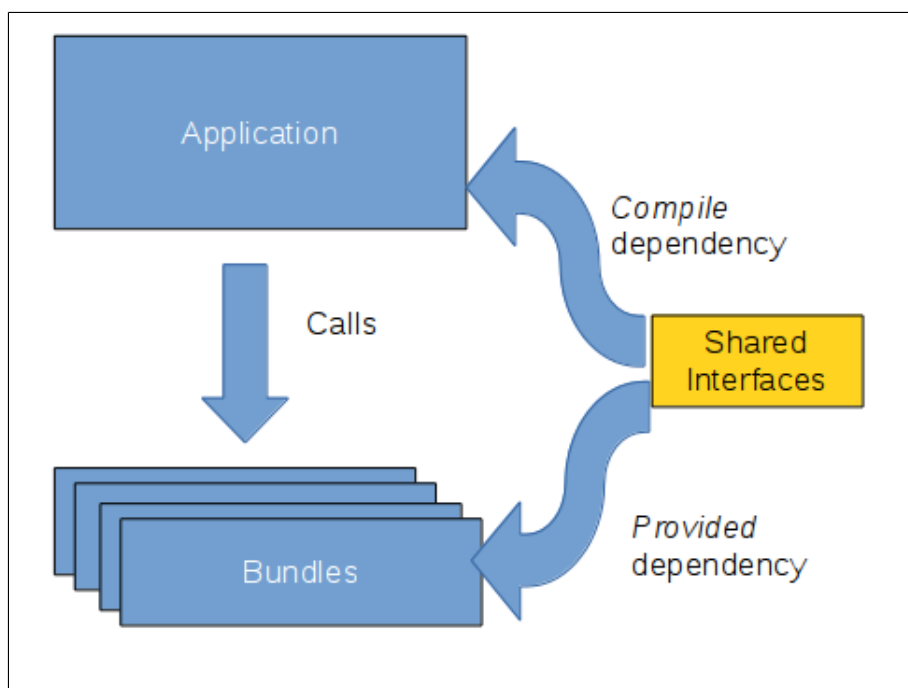 Application
Compile
dependency
Calls
Shared
Interfaces
Provided
dependency
Bundles